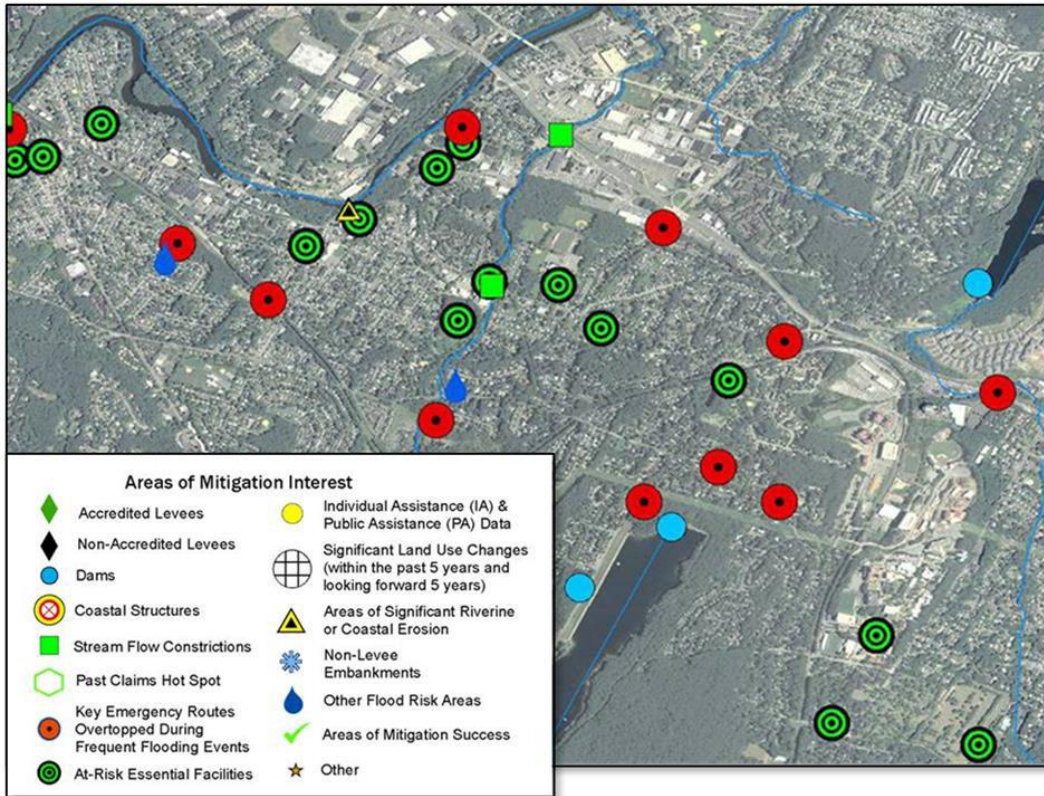 Areas of Mitigation Interest
Accredited Levees
Non-Accredited Levees
Dams
Coastal Structures
Stream Flow Constrictions
Past Claims Hot Spot
Key Emergency Routes
Overtopped During
Frequent Flooding Events
At-Risk Essential Facilities
Individual Assistance (IA) &
Public Assistance (PA) Data
Significant Land Use Changes
(within the past 5 years and
looking forward 5 years)
Areas of Significant Riverine
or Coastal Erosion
Non-Levee
Embankments
Other Flood Risk Areas
Areas of Mitigation Success
Other